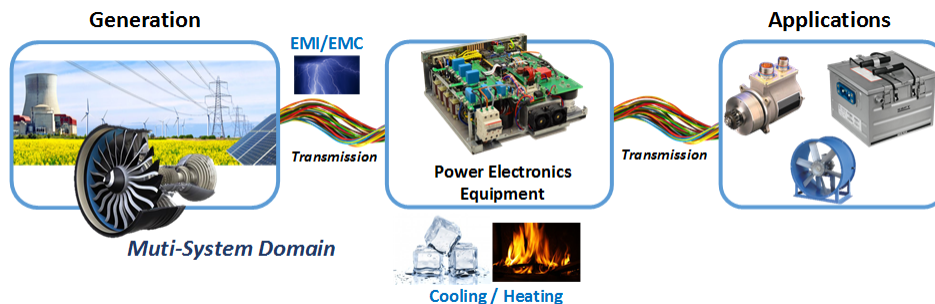 Generation
Applications
EMI/EMC
Transmission
Power Electronics
Equipment
Transmission
Muti-System Domain
Cooling / Heating